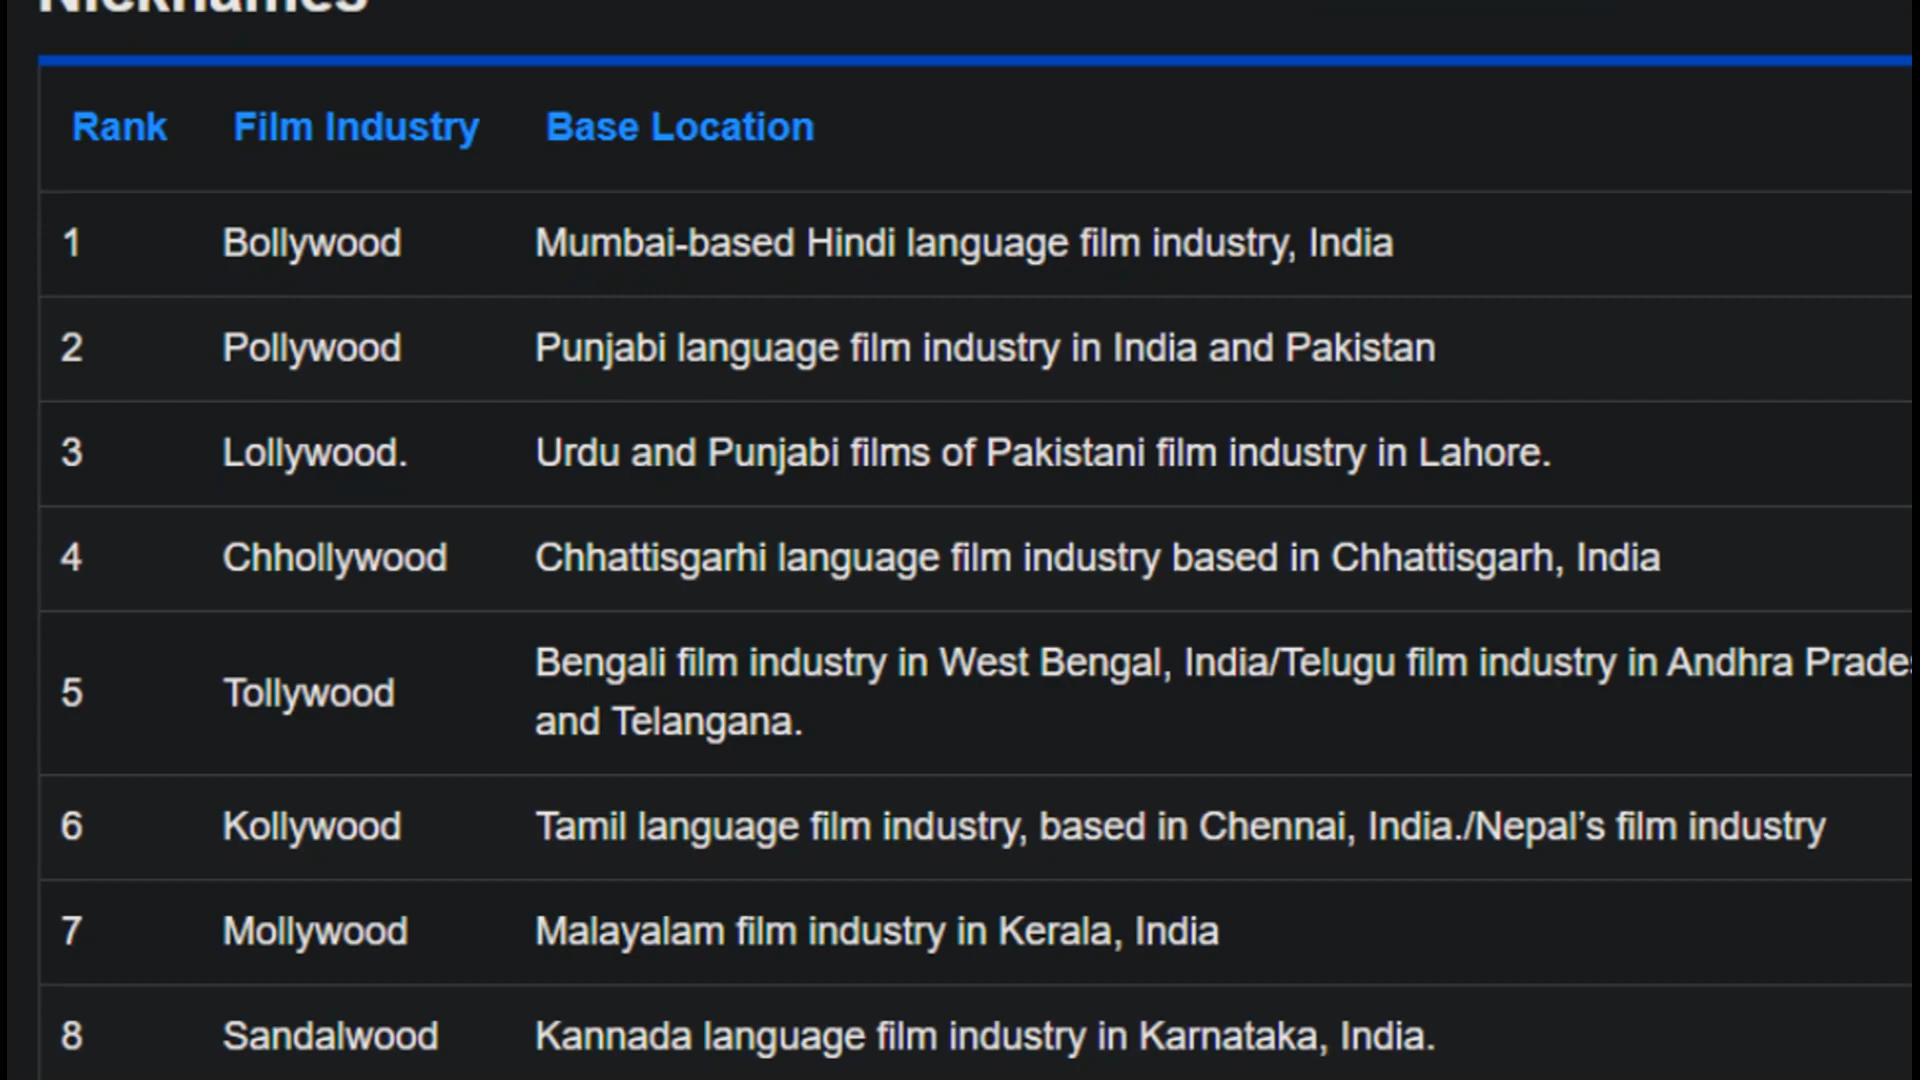 Nicknames
Rank Film Industry Base Location
1 Bollywood Mumbai-based Hindi language film industry, India
2 Pollywood Punjabi language film industry in India and Pakistan
3 Lollywood. Urdu and Punjabi films of Pakistani film industry in Lahore.
4 Chhollywood Chhattisgarhi language film industry based in Chhattisgarh, India
5 Tollywood Bengali film industry in West Bengal, India/Telugu film industry in Andhra Prades
and Telangana.
6 Kollywood Tamil language film industry, based in Chennai, India./Nepal’s film industry
7 Mollywood Malayalam film industry in Kerala, India
8 Sandalwood Kannada language film industry in Karnataka, India.